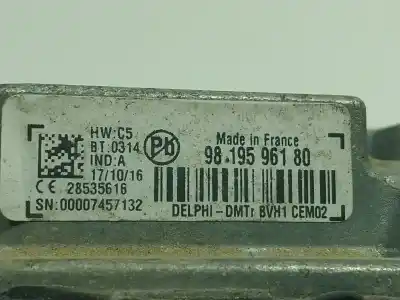 HW:C5
BT:0314
IND:A
17/10/16
CE 28535616
SN:00007457132
Pb
Made in France
98 195 961 80
DELPHI-DMTr BVH1 CEM02